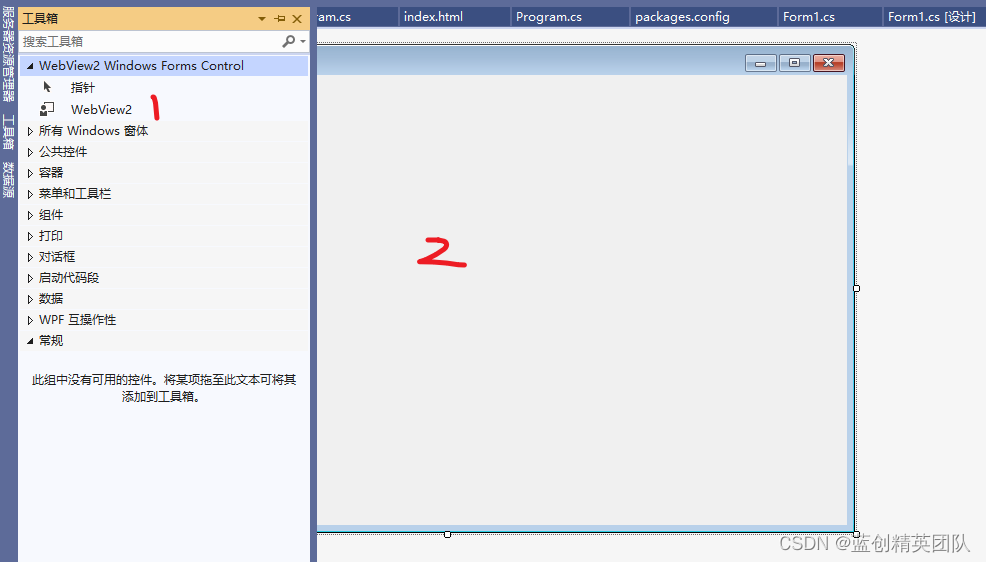 服务器资源管理器
工具箱
数据源
工具箱
搜索工具箱
WebView2 Windows Forms Control
指针
WebView2
1
所有 Windows 窗体
公共控件
容器
菜单和工具栏
组件
打印
对话框
启动代码段
数据
WPF 互操作性
常规
此组中没有可用的控件。将某项拖至此文本可将其
添加到工具箱。
ram.cs index.html Program.cs packages.config Form1.cs Form1.cs [设计]
2
CSDN @蓝创精英团队